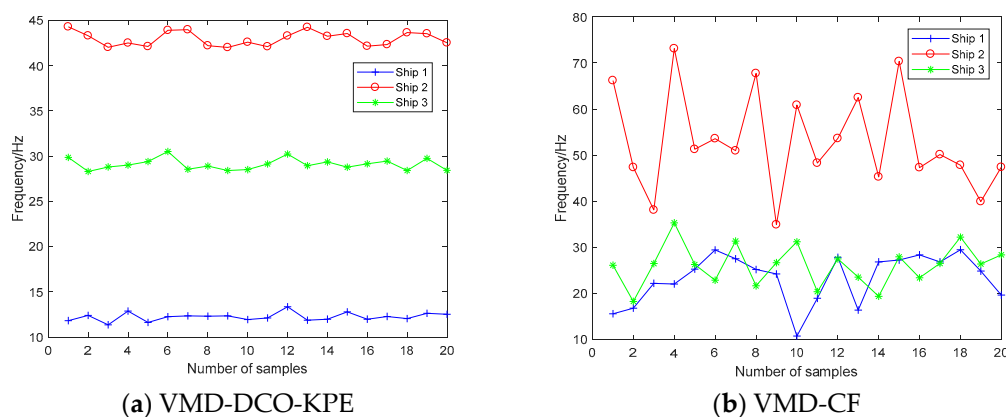 45
40
35
30
25
20
15
10
Frequency/Hz
0 2 4 6 8 10 12 14 16 18 20
Number of samples
Ship 1
Ship 2
Ship 3
(a) VMD-DCO-KPE
80
70
60
50
40
30
20
10
Frequency/Hz
0 2 4 6 8 10 12 14 16 18 20
Number of samples
Ship 1
Ship 2
Ship 3
(b) VMD-CF